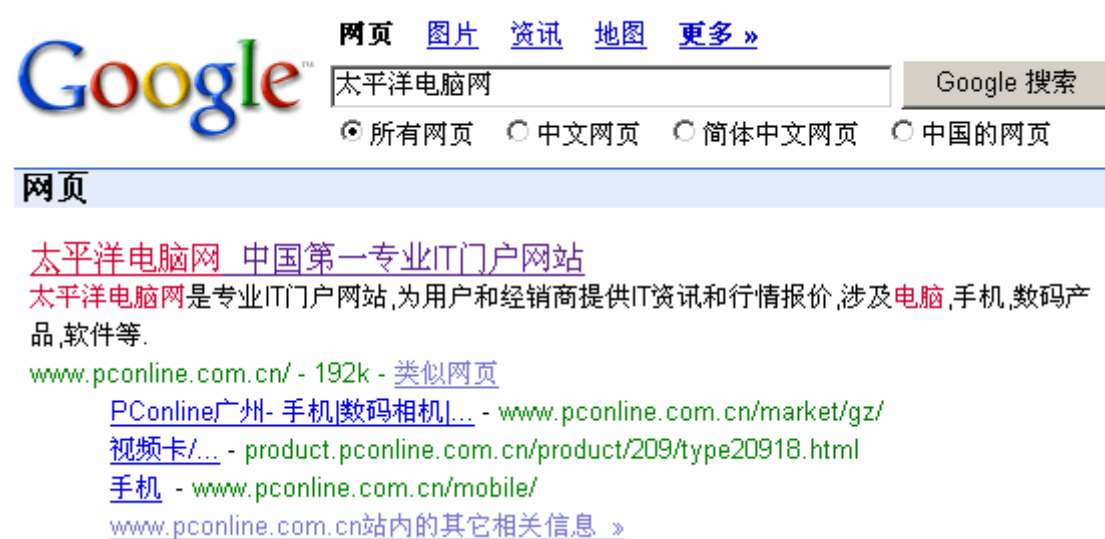 网页 图片 资讯 地图 更多 »
Google™ 太平洋电脑网 Google 搜索
所有网页 中文网页 简体中文网页 中国的网页
网页
太平洋电脑网 中国第一专业IT门户网站
太平洋电脑网是专业IT门户网站,为用户和经销商提供IT资讯和行情报价,涉及电脑,手机,数码产
品,软件等.
www.pconline.com.cn/ - 192k - 类似网页
PConline广州- 手机|数码相机|... - www.pconline.com.cn/market/gz/
视频卡/... - product.pconline.com.cn/product/209/type20918.html
手机 - www.pconline.com.cn/mobile/
www.pconline.com.cn站内的其它相关信息 »